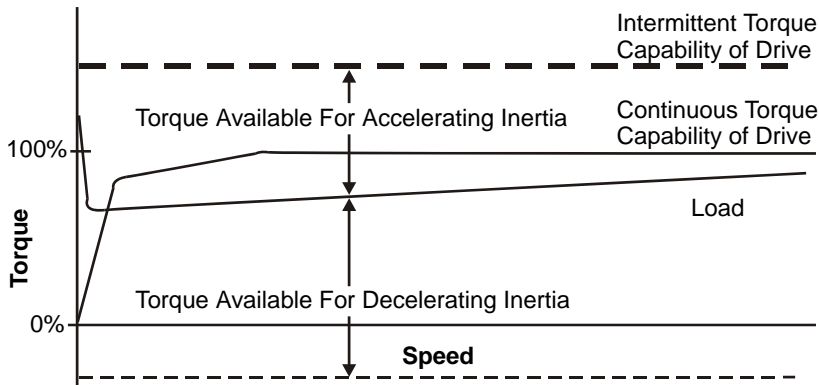 Intermittent Torque
Capability of Drive
Torque Available For Accelerating Inertia
Continuous Torque
Capability of Drive
100%
Load
Torque
Torque Available For Decelerating Inertia
0%
Speed